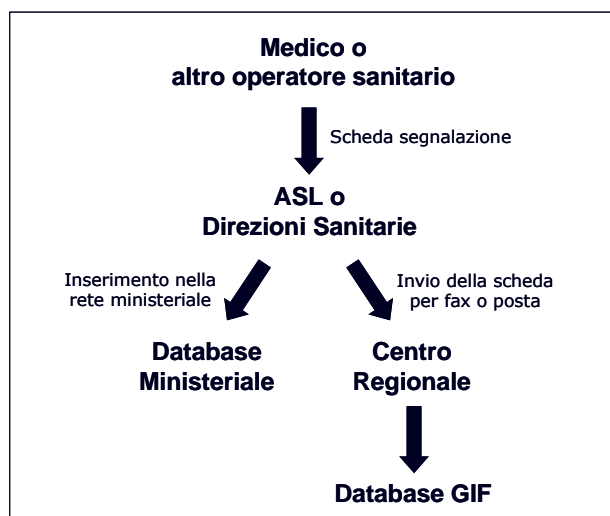 Medico o
altro operatore sanitario
Scheda segnalazione
ASL o
Direzioni Sanitarie
Inserimento nella
rete ministeriale
Invio della scheda
per fax o posta
Database
Ministeriale
Centro
Regionale
Database GIF